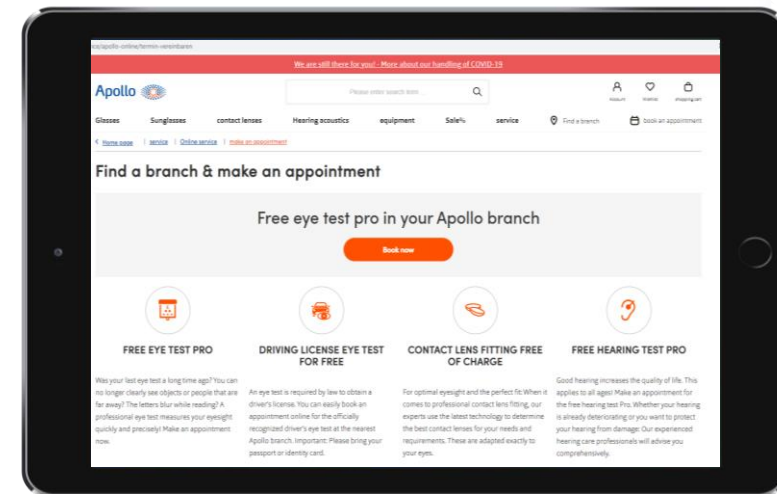 ice/apollo-online/termin-vereinbaren
We are still there for you! - More about our handling of COVID-19
Apollo
Please enter search term ...
Account
Wishlist
shopping cart
Glasses Sunglasses contact lenses Hearing acoustics equipment Sale% service Find a branch book an appointment
Home page | service | Online service | make an appointment
Find a branch & make an appointment
Free eye test pro in your Apollo branch
Book now
FREE EYE TEST PRO
Was your last eye test a long time ago? You can
no longer clearly see objects or people that are
far away? The letters blur while reading? A
professional eye test measures your eyesight
quickly and precisely! Make an appointment
now.
DRIVING LICENSE EYE TEST
FOR FREE
An eye test is required by law to obtain a
driver's license. You can easily book an
appointment online for the officially
recognized driver's eye test at the nearest
Apollo branch. Important: Please bring your
passport or identity card.
CONTACT LENS FITTING FREE
OF CHARGE
For optimal eyesight and the perfect fit: When it
comes to professional contact lens fitting, our
experts use the latest technology to determine
the best contact lenses for your needs and
requirements. These are adapted exactly to
your eyes.
FREE HEARING TEST PRO
Good hearing increases the quality of life. This
applies to all ages! Make an appointment for
the free hearing test Pro. Whether your hearing
is already deteriorating or you want to protect
your hearing from damage: Our experienced
hearing care professionals will advise you
comprehensively.